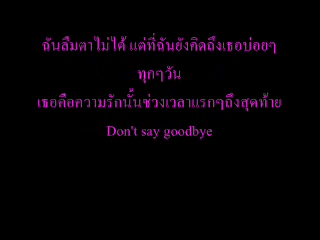 ฉันลืมตาไม่ได้ แต่ที่ฉันยังคิดถึงเธอบ่อยๆ
ทุกๆวัน
เธอคือความรักนั้นช่วงเวลาแรกๆถึงสุดท้าย
Don't say goodbye